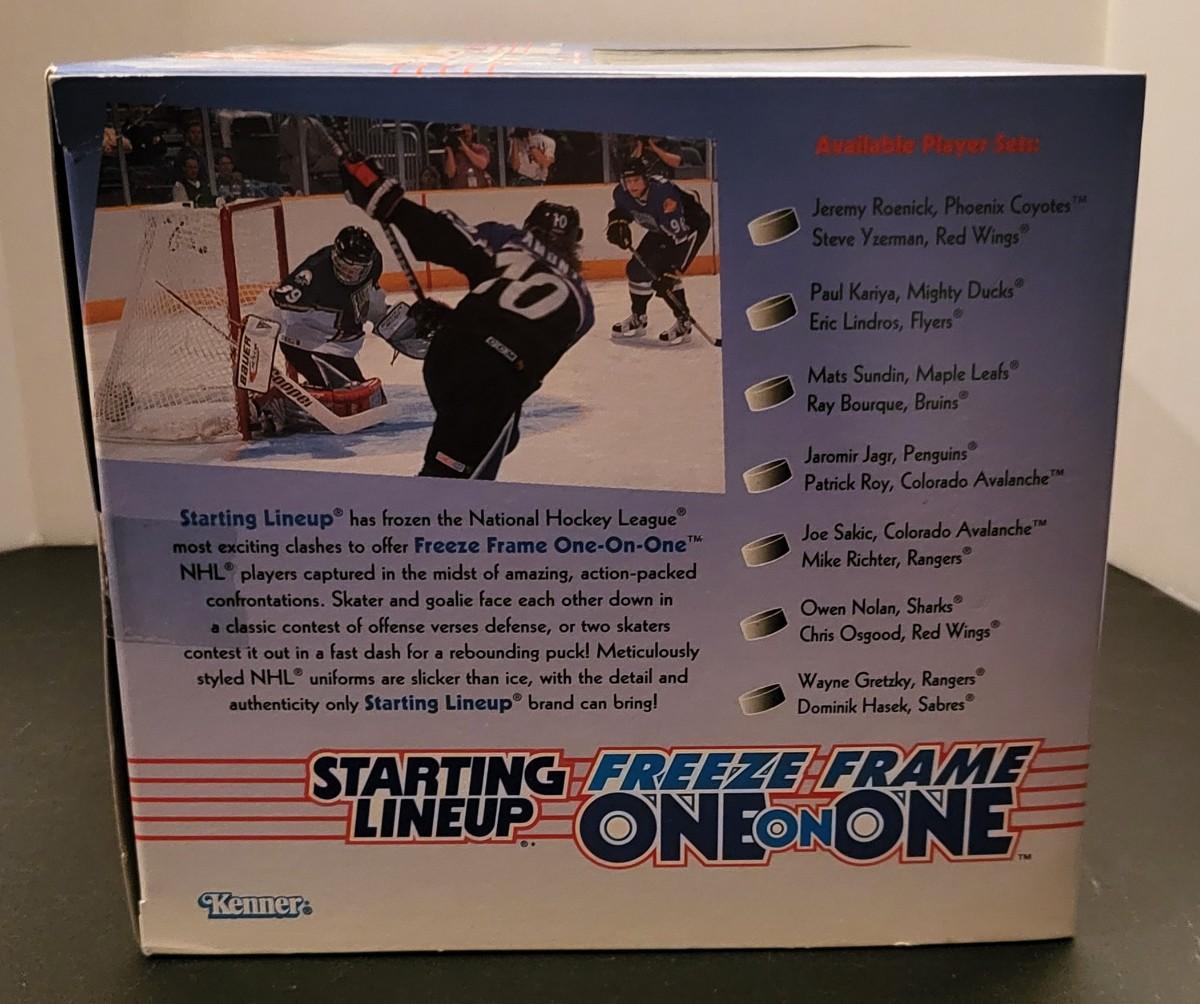 Available Player Sets:
Jeremy Roenick, Phoenix Coyotes™
Steve Yzerman, Red Wings®
Paul Kariya, Mighty Ducks®
Eric Lindros, Flyers®
Mats Sundin, Maple Leafs®
Ray Bourque, Bruins®
Jaromir Jagr, Penguins®
Patrick Roy, Colorado Avalanche™
Joe Sakic, Colorado Avalanche™
Mike Richter, Rangers®
Owen Nolan, Sharks®
Chris Osgood, Red Wings®
Wayne Gretzky, Rangers®
Dominik Hasek, Sabres®
10
10
CCM
BAUER
Cooper
Starting Lineup® has frozen the National Hockey League®
most exciting clashes to offer Freeze Frame One-On-One™
NHL® players captured in the midst of amazing, action-packed
confrontations. Skater and goalie face each other down in
a classic contest of offense verses defense, or two skaters
contest it out in a fast dash for a rebounding puck! Meticulously
styled NHL® uniforms are slicker than ice, with the detail and
authenticity only Starting Lineup® brand can bring!
STARTING
LINEUP®
FREEZE FRAME
ONE ON ONE™
Kenner®